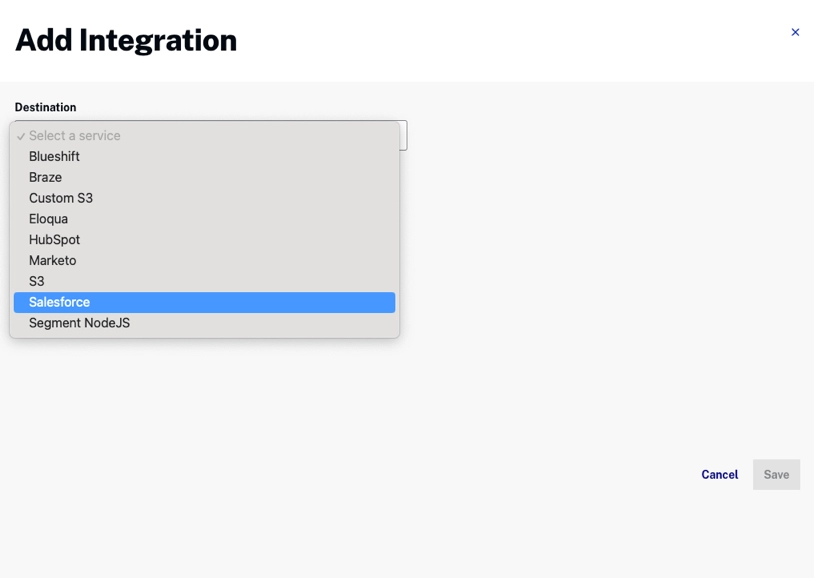 Add Integration
×
Destination
✓ Select a service
Blueshift
Braze
Custom S3
Eloqua
HubSpot
Marketo
S3
Salesforce
Segment NodeJS
Cancel Save